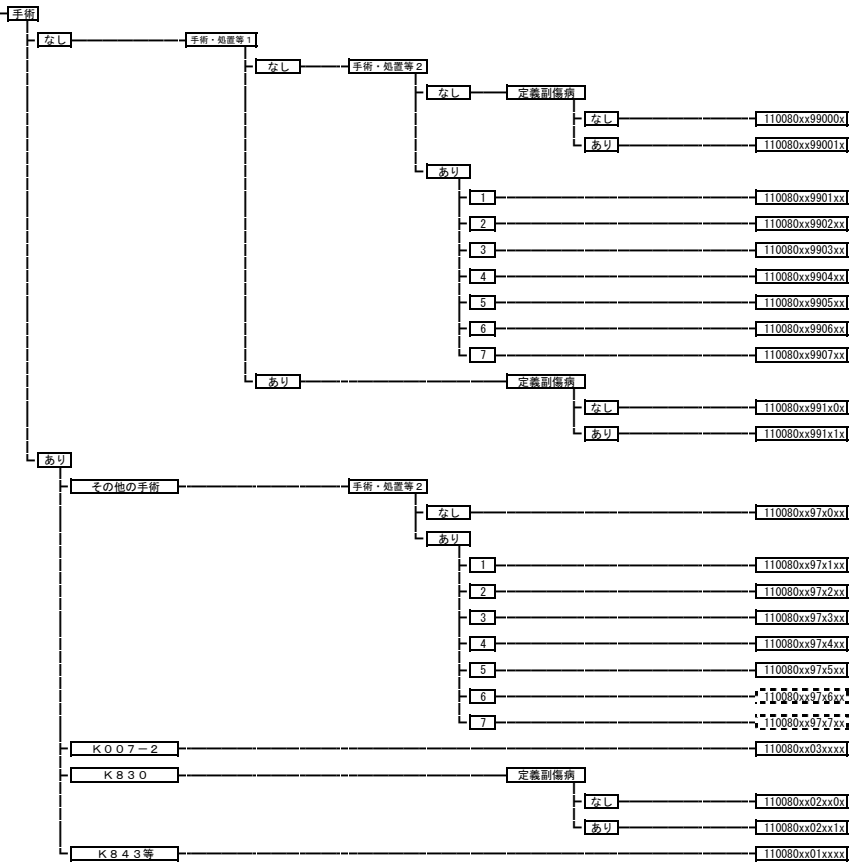 手術
なし 手術・処置等1
なし 手術・処置等2
なし 定義副傷病
なし 110080xx99000x
あり 110080xx99001x
あり
1 110080xx9901xx
2 110080xx9902xx
3 110080xx9903xx
4 110080xx9904xx
5 110080xx9905xx
6 110080xx9906xx
7 110080xx9907xx
あり 定義副傷病
なし 110080xx991x0x
あり 110080xx991x1x
あり
その他の手術 手術・処置等2
なし 110080xx97x0xx
あり
1 110080xx97x1xx
2 110080xx97x2xx
3 110080xx97x3xx
4 110080xx97x4xx
5 110080xx97x5xx
6 110080xx97x6xx
7 110080xx97x7xx
K007-2 110080xx03xxxx
K830 定義副傷病
なし 110080xx02xx0x
あり 110080xx02xx1x
K843等 110080xx01xxxx